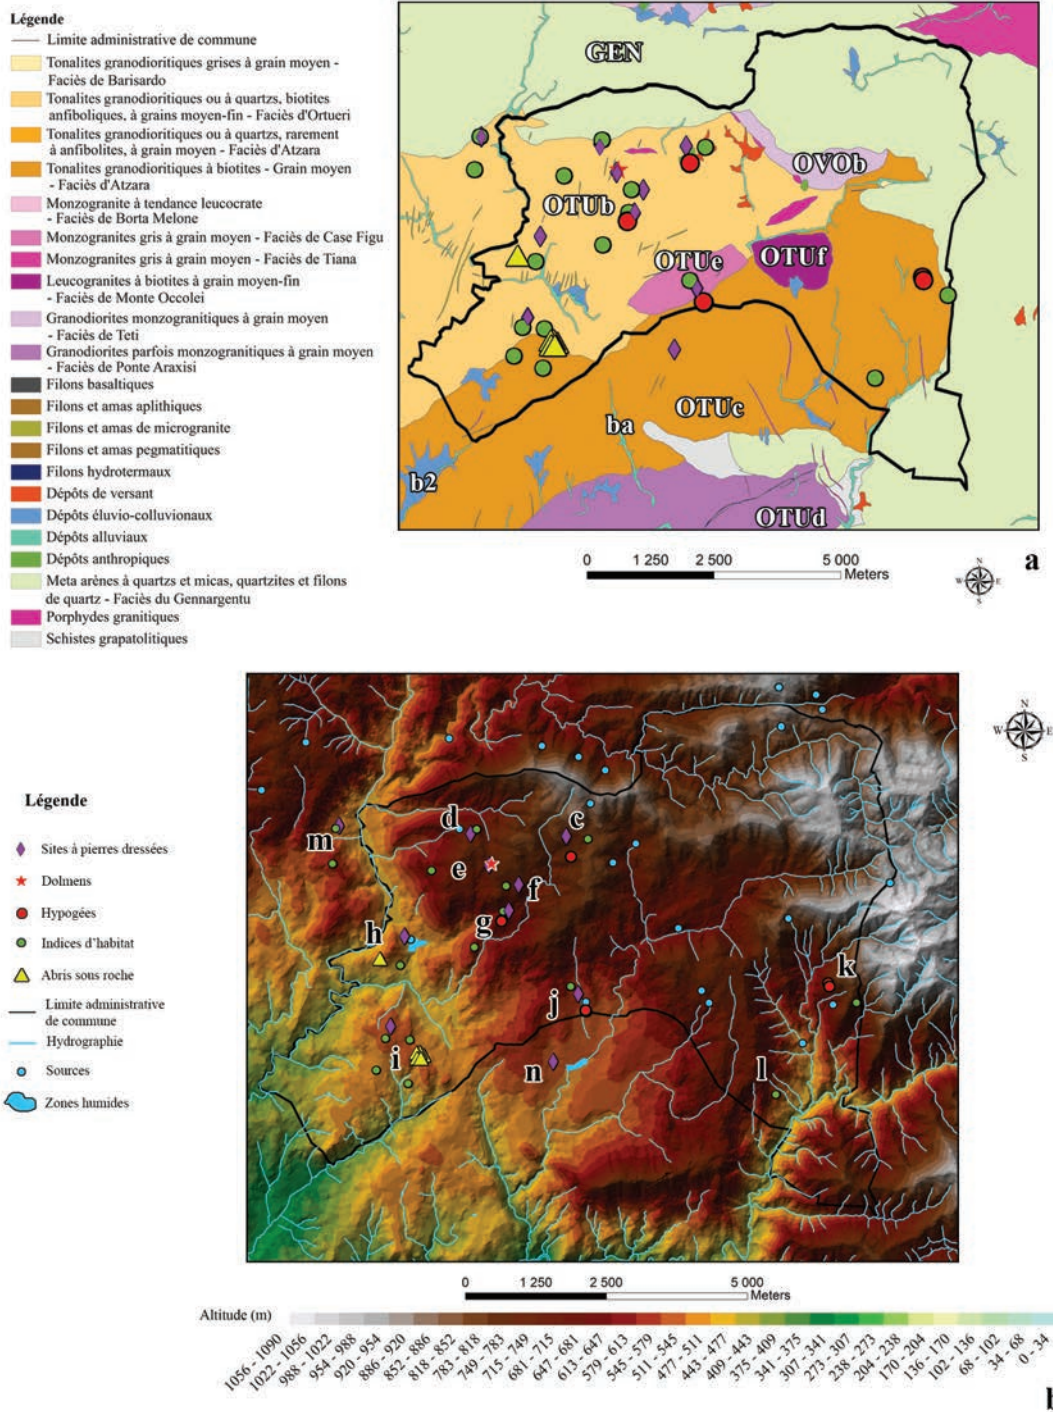 Légende
Limite administrative de commune
Tonalites granodioritiques grises à grain moyen -
Faciès de Barisardo
Tonalites granodioritiques ou à quartzs, biotites
anfiboliques, à grains moyen-fin - Faciès d'Ortueri
Tonalites granodioritiques ou à quartzs, rarement
à anfibolites, à grain moyen - Faciès d'Atzara
Tonalites granodioritiques à biotites - Grain moyen
- Faciès d'Atzara
Monzogranite à tendance leucocrate
- Faciès de Borta Melone
Monzogranites gris à grain moyen - Faciès de Case Figu
Monzogranites gris à grain moyen - Faciès de Tiana
Leucogranites à biotites à grain moyen-fin
- Faciès de Monte Occolei
Granodiorites monzogranitiques à grain moyen
- Faciès de Teti
Granodiorites parfois monzogranitiques à grain moyen
- Faciès de Ponte Araxisi
Filons basaltiques
Filons et amas aplithiques
Filons et amas de microgranite
Filons et amas pegmatitiques
Filons hydrotermaux
Dépôts de versant
Dépôts éluvio-colluvionaux
Dépôts alluviaux
Dépôts anthropiques
Meta arènes à quartzs et micas, quartzites et filons
de quartz - Faciès du Gennargentu
Porphydes granitiques
Schistes grapatolitiques
GEN
OVOb
OTUb
OTUe
OTUf
OTUc
ba
b2
OTUd
0 1 250 2 500 5 000
Meters
N
W E
S
a
Légende
Sites à pierres dressées
Dolmens
Hypogées
Indices d'habitat
Abris sous roche
Limite administrative
de commune
Hydrographie
Sources
Zones humides
N
W E
S
c
d
m
e
f
g
h
k
j
i
n
l
0 1 250 2 500 5 000
Meters
Altitude (m)
1056 - 1090
1022 - 1056
988 - 1022
954 - 988
920 - 954
886 - 920
852 - 886
818 - 852
783 - 818
749 - 783
715 - 749
681 - 715
647 - 681
613 - 647
579 - 613
545 - 579
511 - 545
477 - 511
443 - 477
409 - 443
375 - 409
341 - 375
307 - 341
273 - 307
238 - 273
204 - 238
170 - 204
136 - 170
102 - 136
68 - 102
34 - 68
0 - 34
b